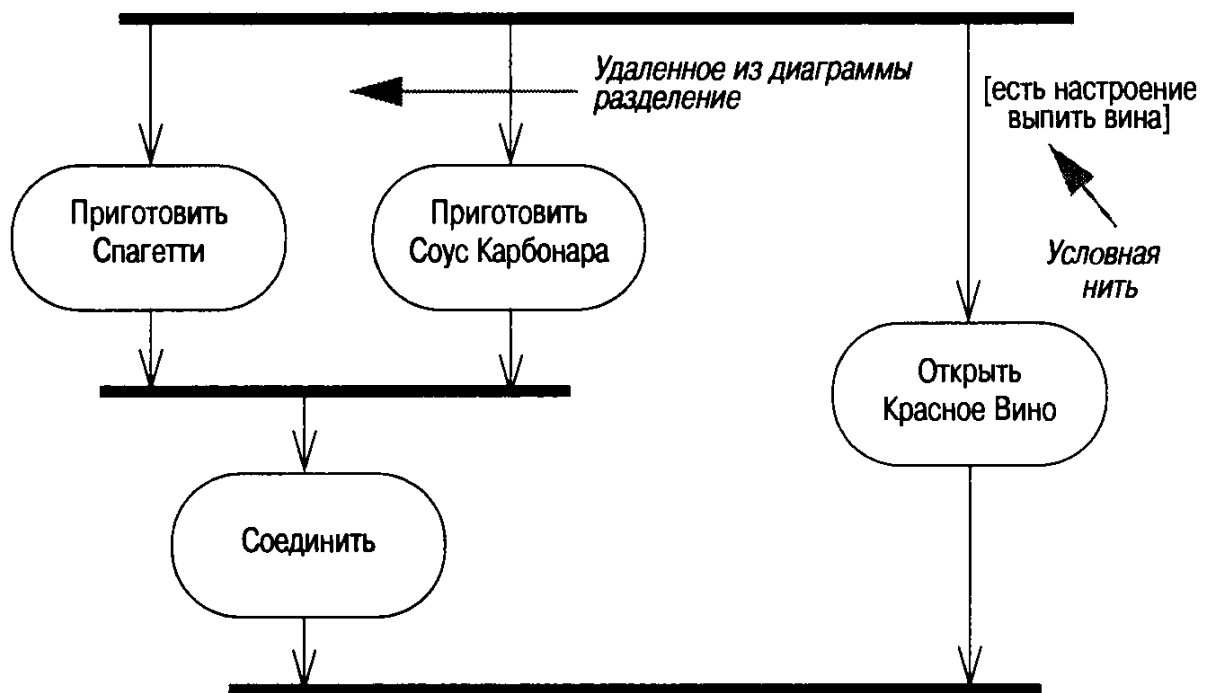 Удаленное из диаграммы
разделение
[есть настроение
выпить вина]
Приготовить
Спагетти
Приготовить
Соус Карбонара
Условная
нить
Открыть
Красное Вино
Соединить